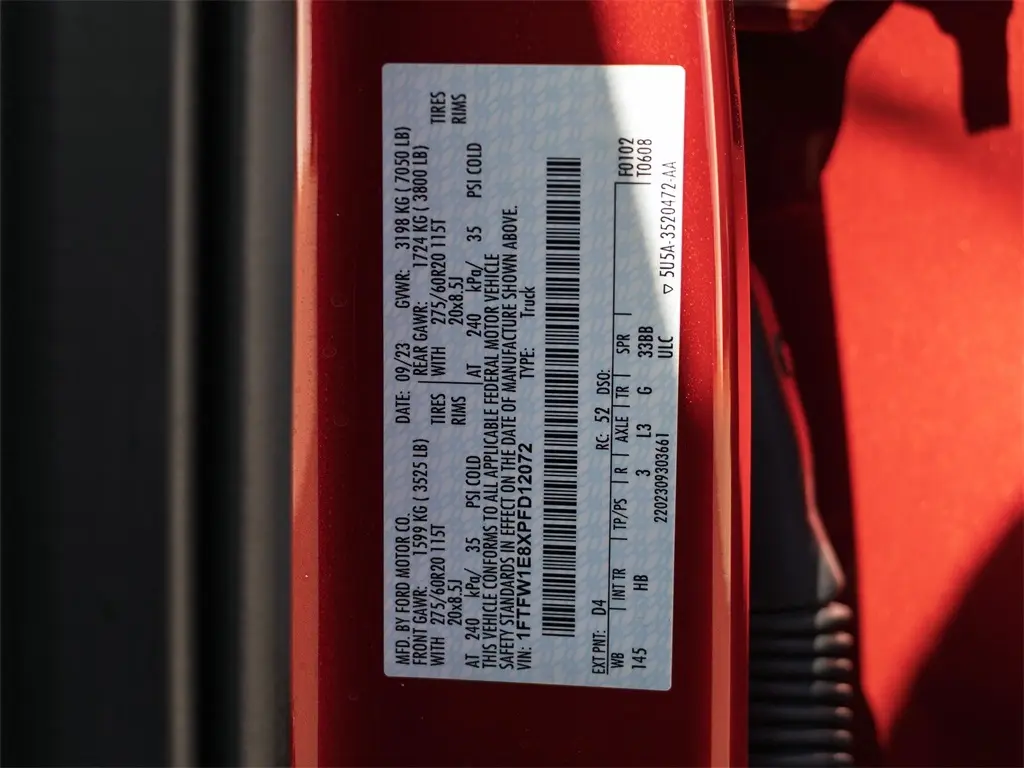 MFD. BY FORD MOTOR CO. DATE: 09/23 GVWR: 3198 KG ( 7050 LB)
FRONT GAWR: 1599 KG ( 3525 LB) REAR GAWR: 1724 KG ( 3800 LB)
WITH 275/60R20 115T TIRES WITH 275/60R20 115T TIRES
20x8.5J RIMS 20x8.5J RIMS
AT 240 kPa/ 35 PSI COLD AT 240 kPa/ 35 PSI COLD
THIS VEHICLE CONFORMS TO ALL APPLICABLE FEDERAL MOTOR VEHICLE
SAFETY STANDARDS IN EFFECT ON THE DATE OF MANUFACTURE SHOWN ABOVE.
VIN: 1FTFW1E8XPFD12072 TYPE: Truck
EXT PNT: D4 RC: 52 DSO: F0102
WB INT TR TP/PS R AXLE TR SPR T0608
145 HB 3 L3 G 33BB
ULC
2202309303661 ▽ 5U5A-3520472-AA